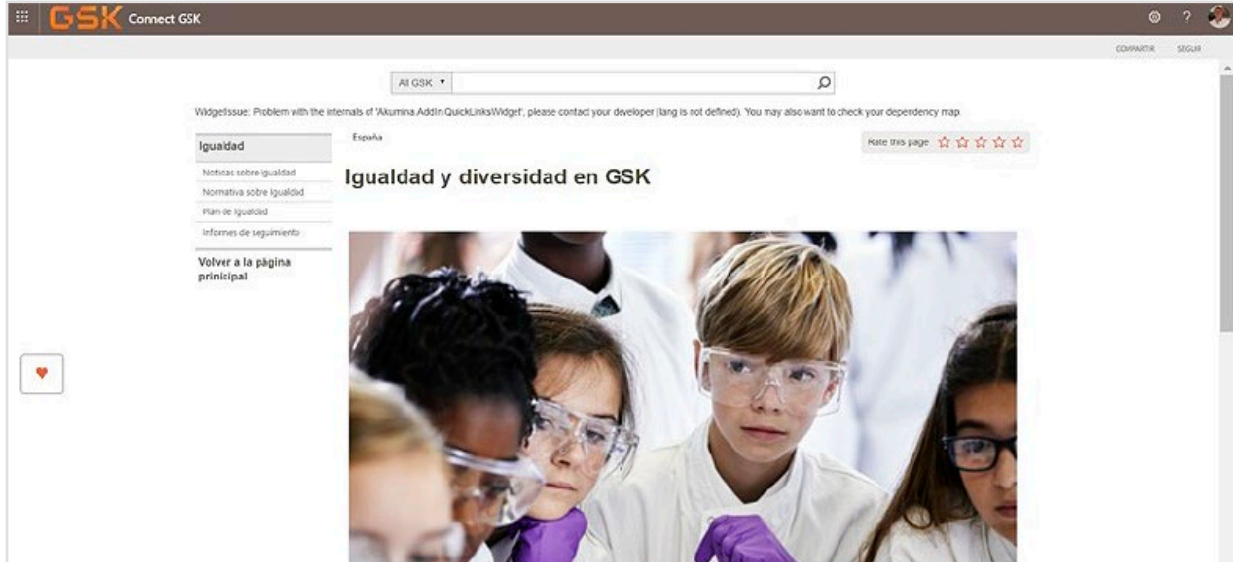 GSK Connect GSK
?
COMPARTIR SEGUIR
All GSK
WidgetIssue: Problem with the internals of 'Akumina.AddIn.QuickLinksWidget', please contact your developer (lang is not defined). You may also want to check your dependency map.
España
Rate this page
Igualdad
Noticas sobre igualdad
Normativa sobre Igualdad
Plan de Igualdad
Informes de seguimiento
Volver a la página
prinicipal
Igualdad y diversidad en GSK